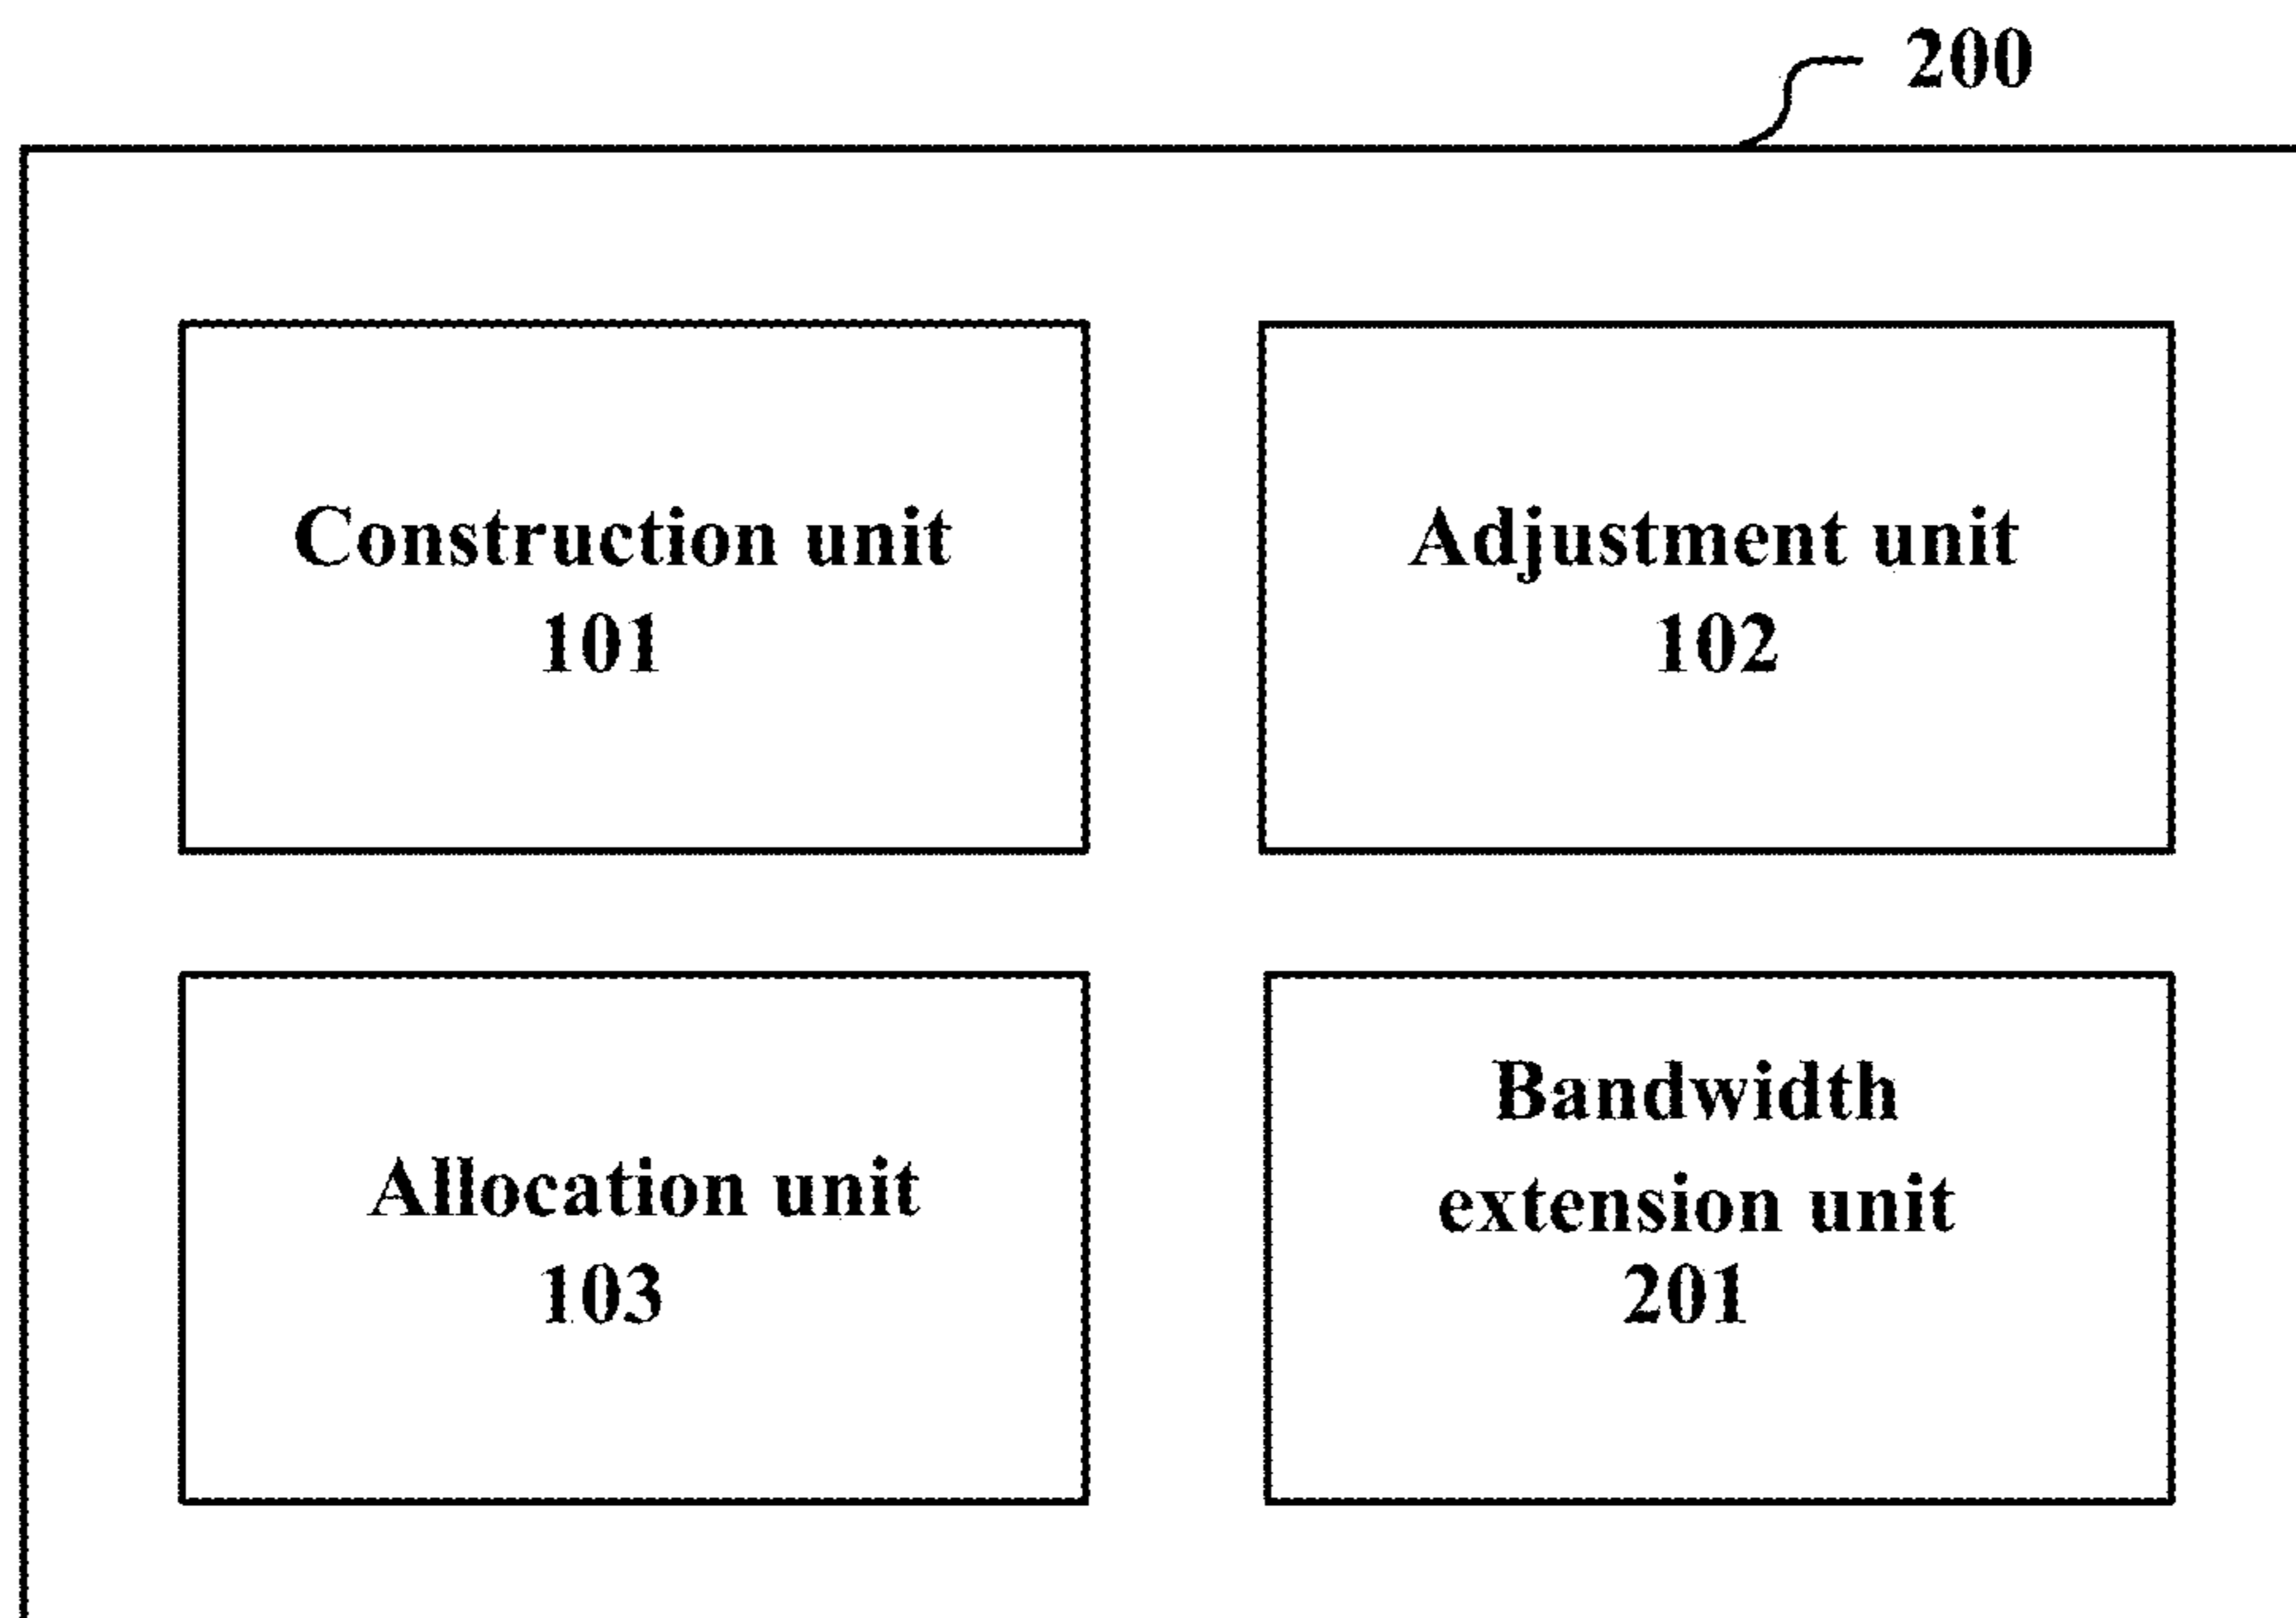 200
Construction unit
101
Adjustment unit
102
Allocation unit
103
Bandwidth
extension unit
201